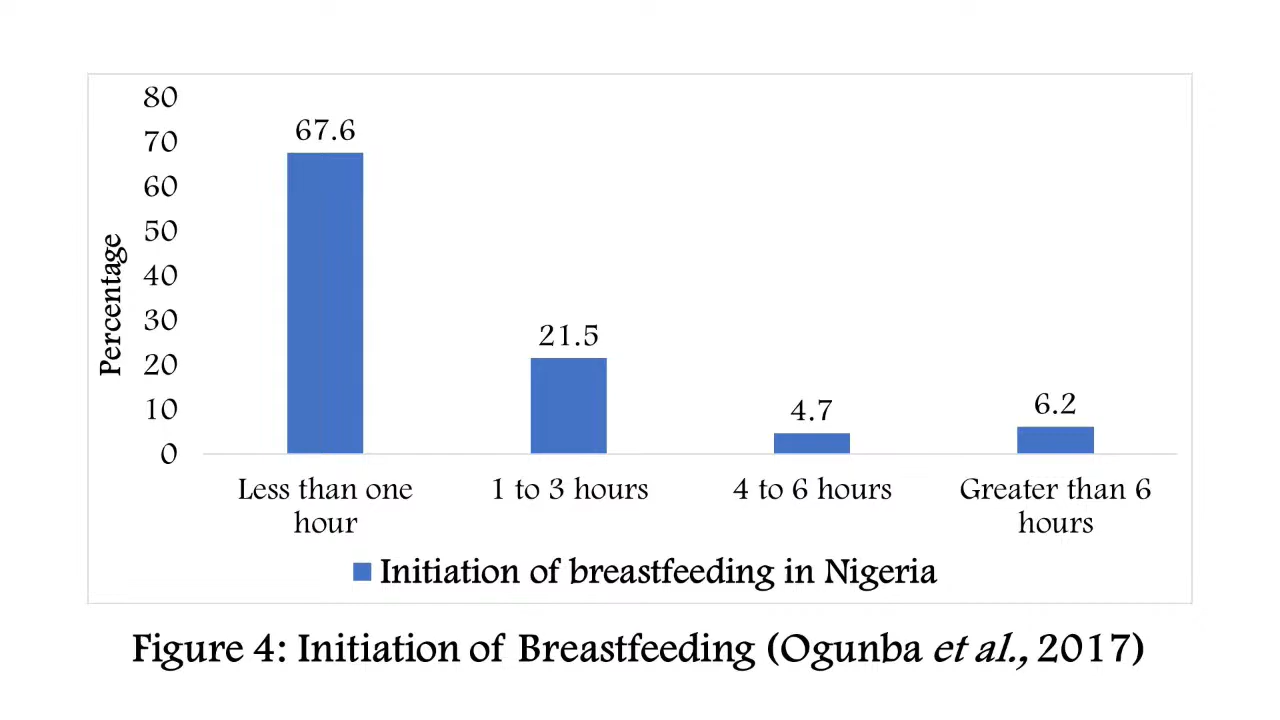 80
70
60
50
40
30
20
10
0
Percentage
67.6
21.5
4.7
6.2
Less than one
hour
1 to 3 hours
4 to 6 hours
Greater than 6
hours
Initiation of breastfeeding in Nigeria
Figure 4: Initiation of Breastfeeding (Ogunba et al., 2017)